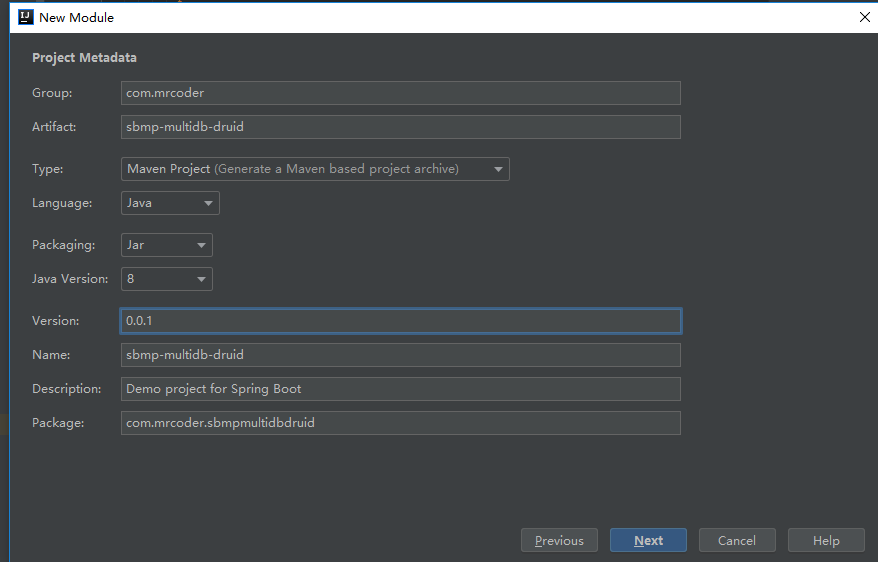 IJ New Module
Project Metadata
Group: com.mrcoder
Artifact: sbmp-multidb-druid
Type: Maven Project (Generate a Maven based project archive)
Language: Java
Packaging: Jar
Java Version: 8
Version: 0.0.1
Name: sbmp-multidb-druid
Description: Demo project for Spring Boot
Package: com.mrcoder.sbmpmultidbdruid
Previous Next Cancel Help